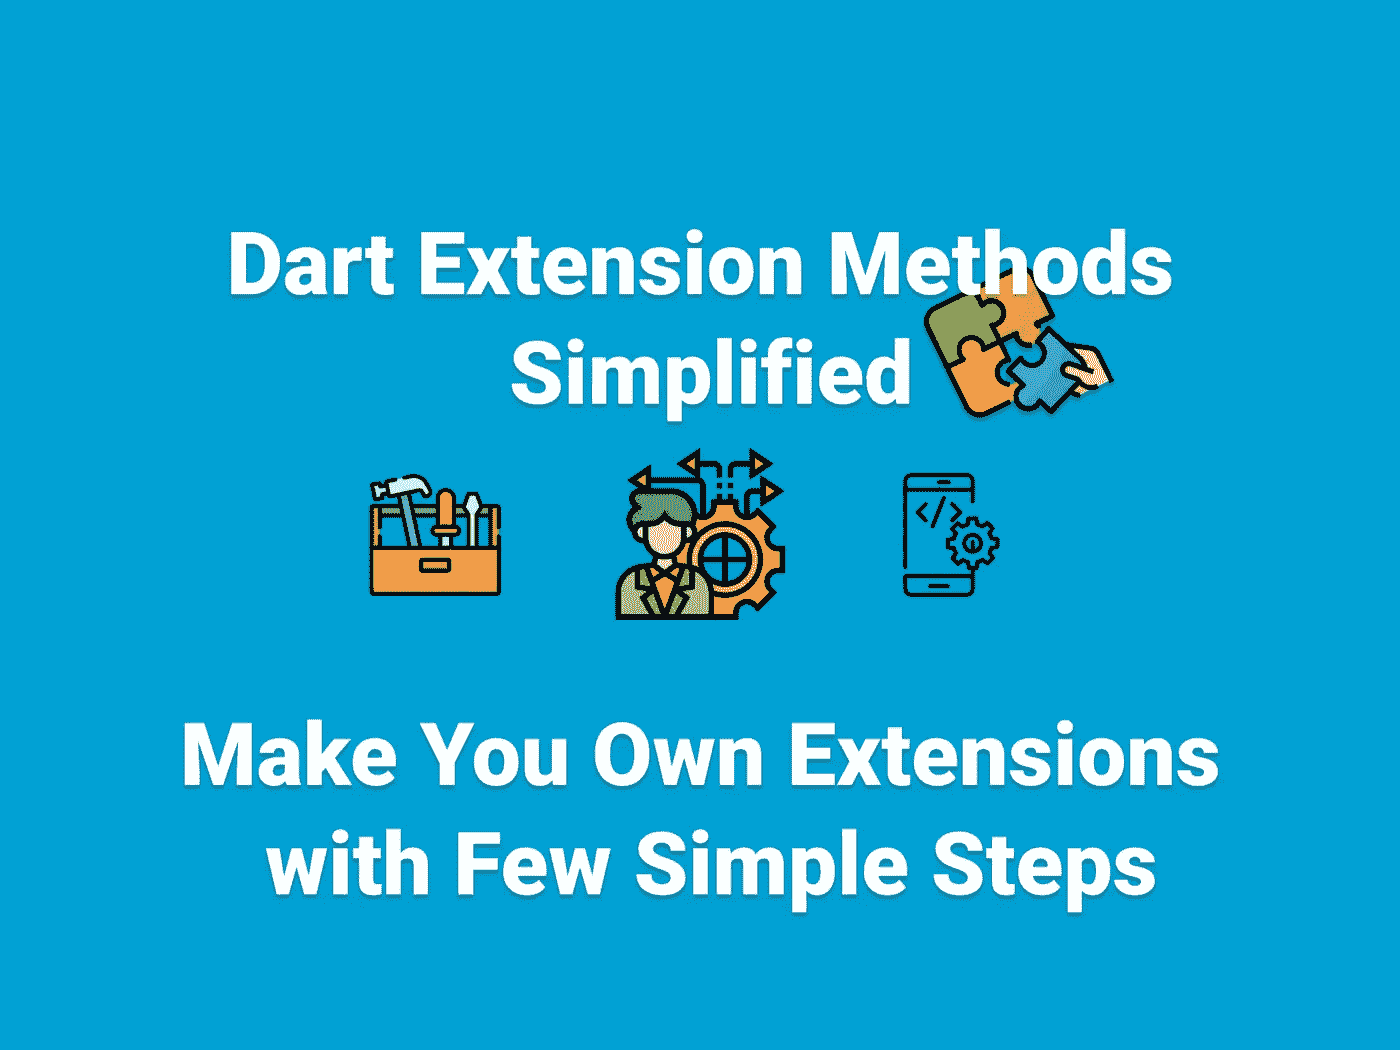 Dart Extension Methods
Simplified
</>
Make You Own Extensions
with Few Simple Steps